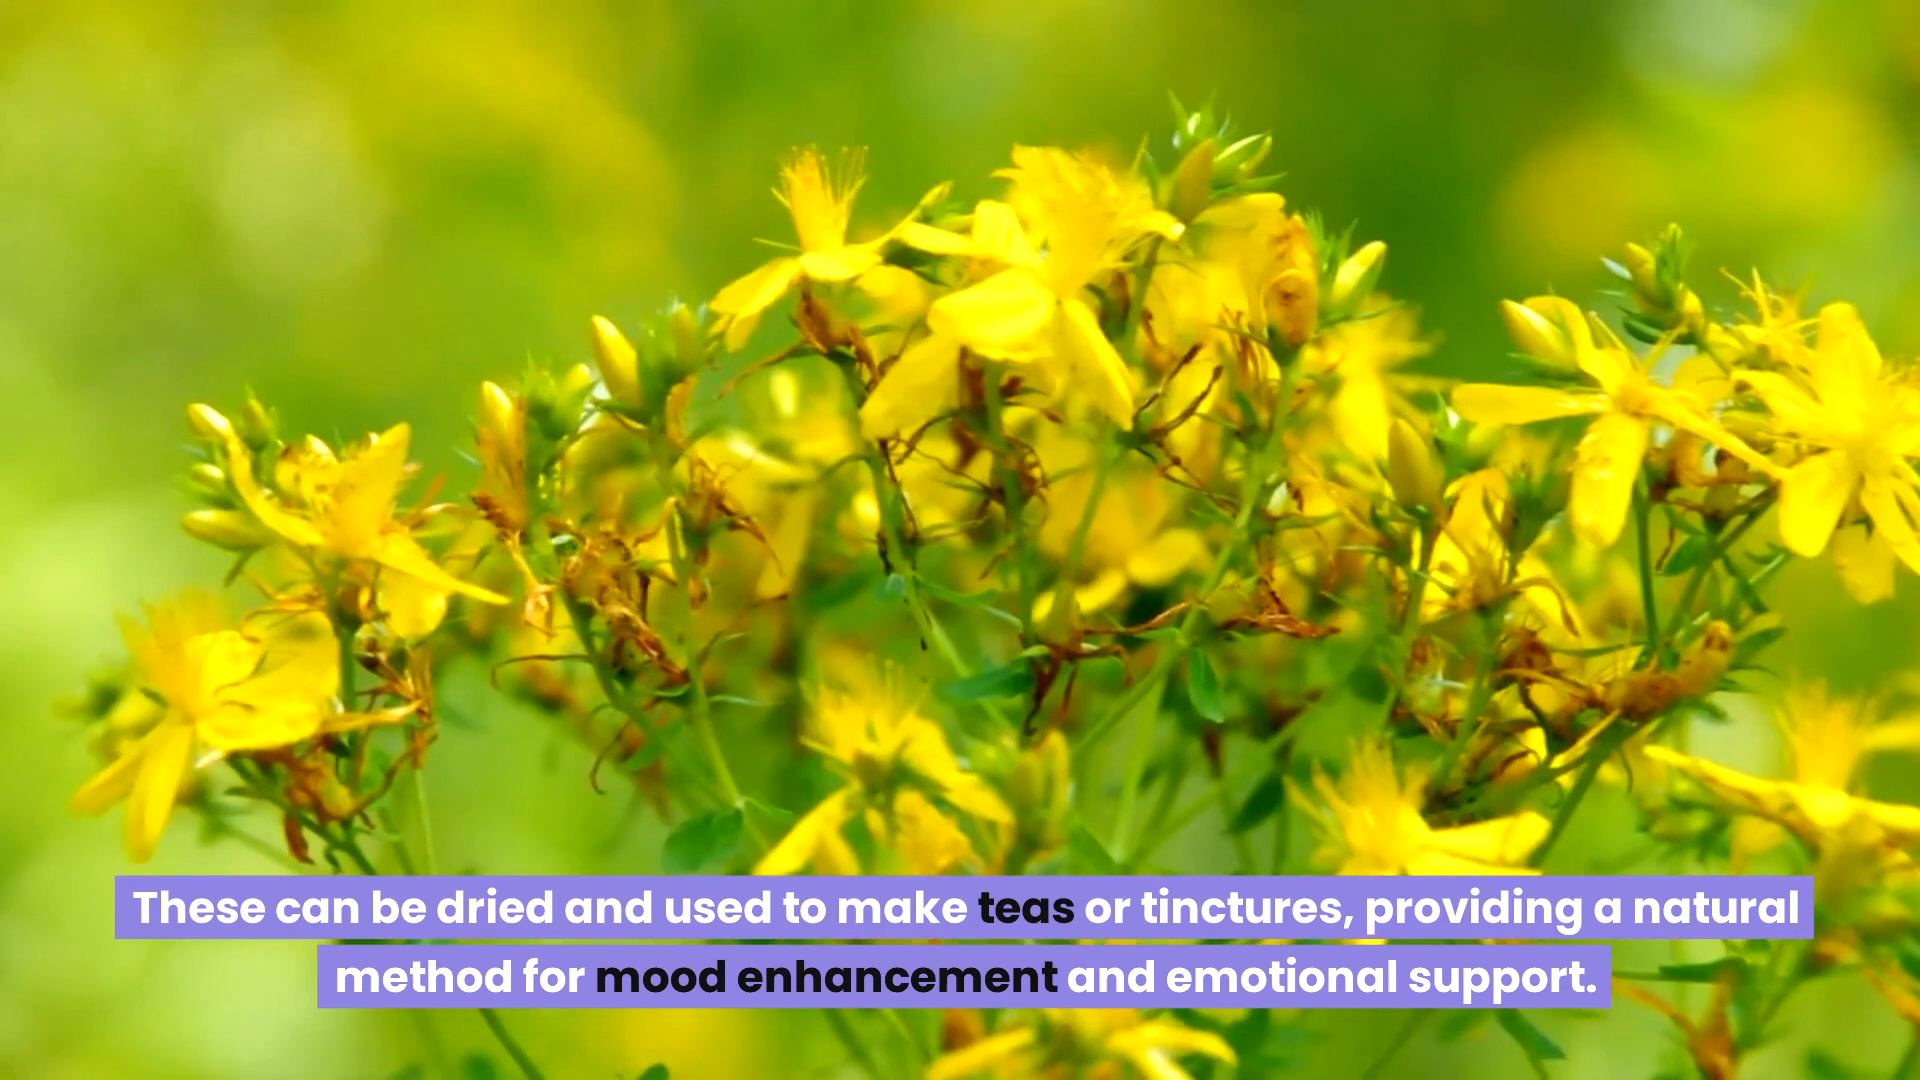 These can be dried and used to make teas or tinctures, providing a natural
method for mood enhancement and emotional support.